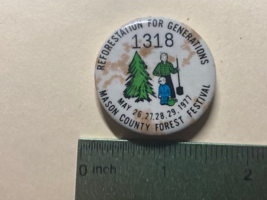 REFORESTATION FOR GENERATIONS
1318
MAY 26,27,28,29,1977
MASON COUNTY FOREST FESTIVAL
0 inch 1 2